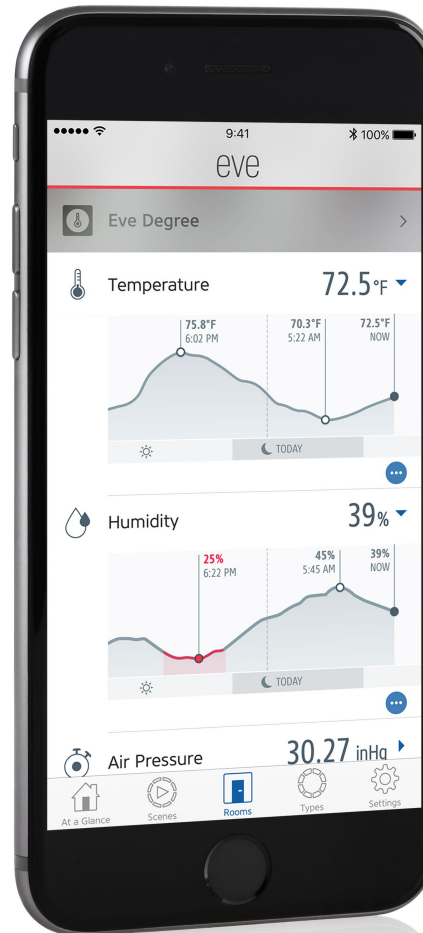 9:41
100%
eve
Eve Degree
Temperature
72.5°F
75.8°F
6:02 PM
70.3°F
5:22 AM
72.5°F
NOW
TODAY
Humidity
39%
25%
6:22 PM
45%
5:45 AM
39%
NOW
TODAY
Air Pressure
30.27 inHg
At a Glance
Scenes
Rooms
Types
Settings